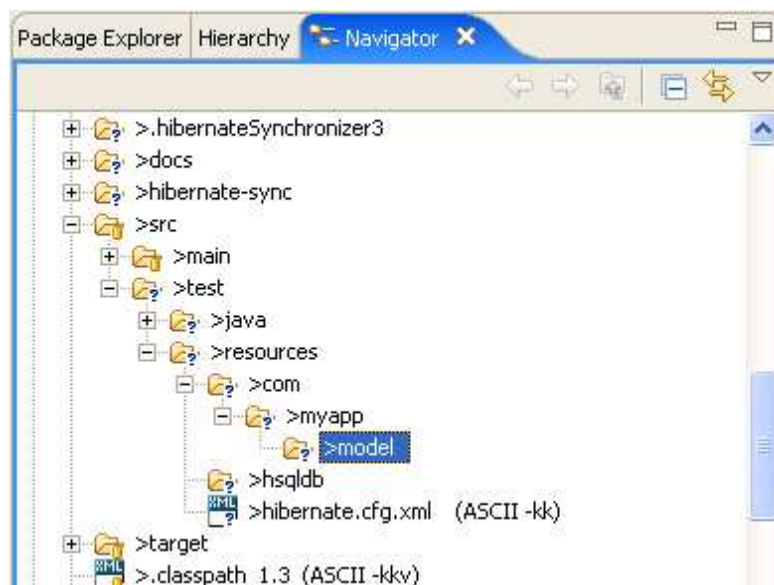 Package Explorer Hierarchy Navigator
>.hibernateSynchronizer3
>docs
>hibernate-sync
>src
>main
>test
>java
>resources
>com
>myapp
>model
>hsqldb
>hibernate.cfg.xml (ASCII -kk)
>target
>.classpath 1.3 (ASCII -kkv)